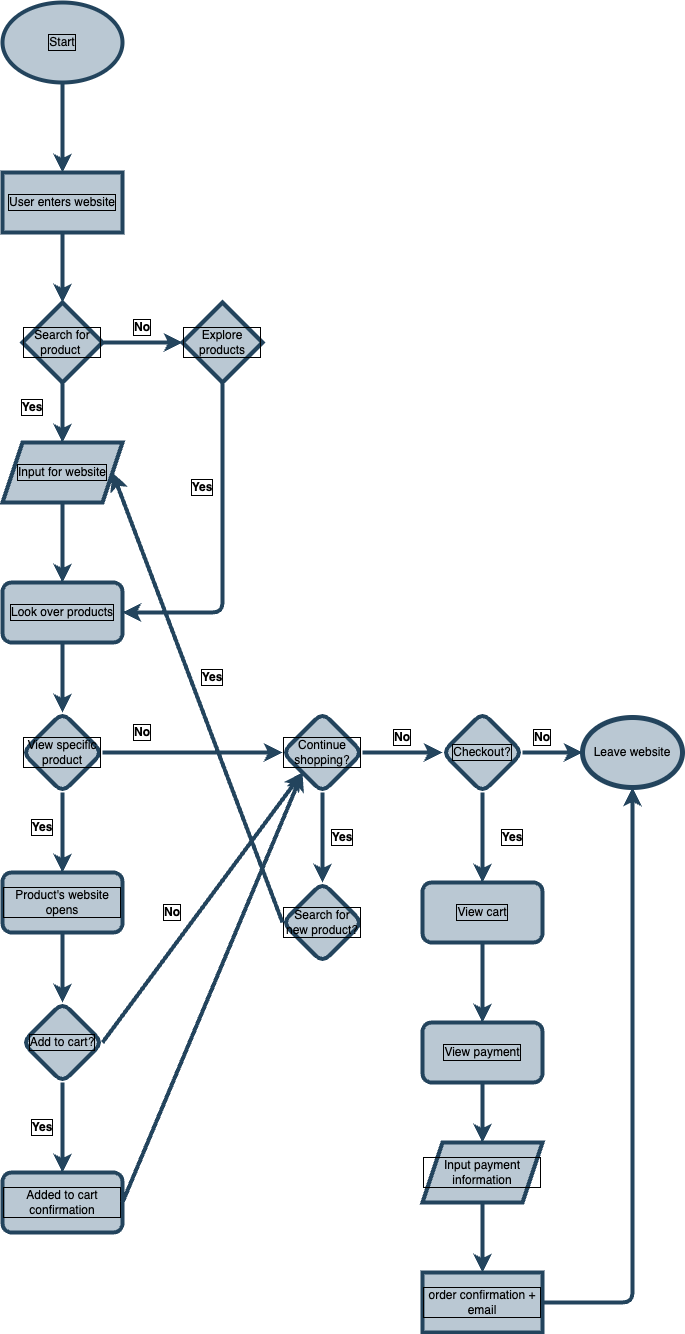 Start
User enters website
Search for
product
No
Explore
products
Yes
Input for website
Yes
Look over products
Yes
View specific
product
No
Continue
shopping?
No
Checkout?
No
Leave website
Yes
Yes
Yes
Product's website
opens
No
Search for
new product?
View cart
Add to cart?
View payment
Yes
Added to cart
confirmation
Input payment
information
order confirmation +
email